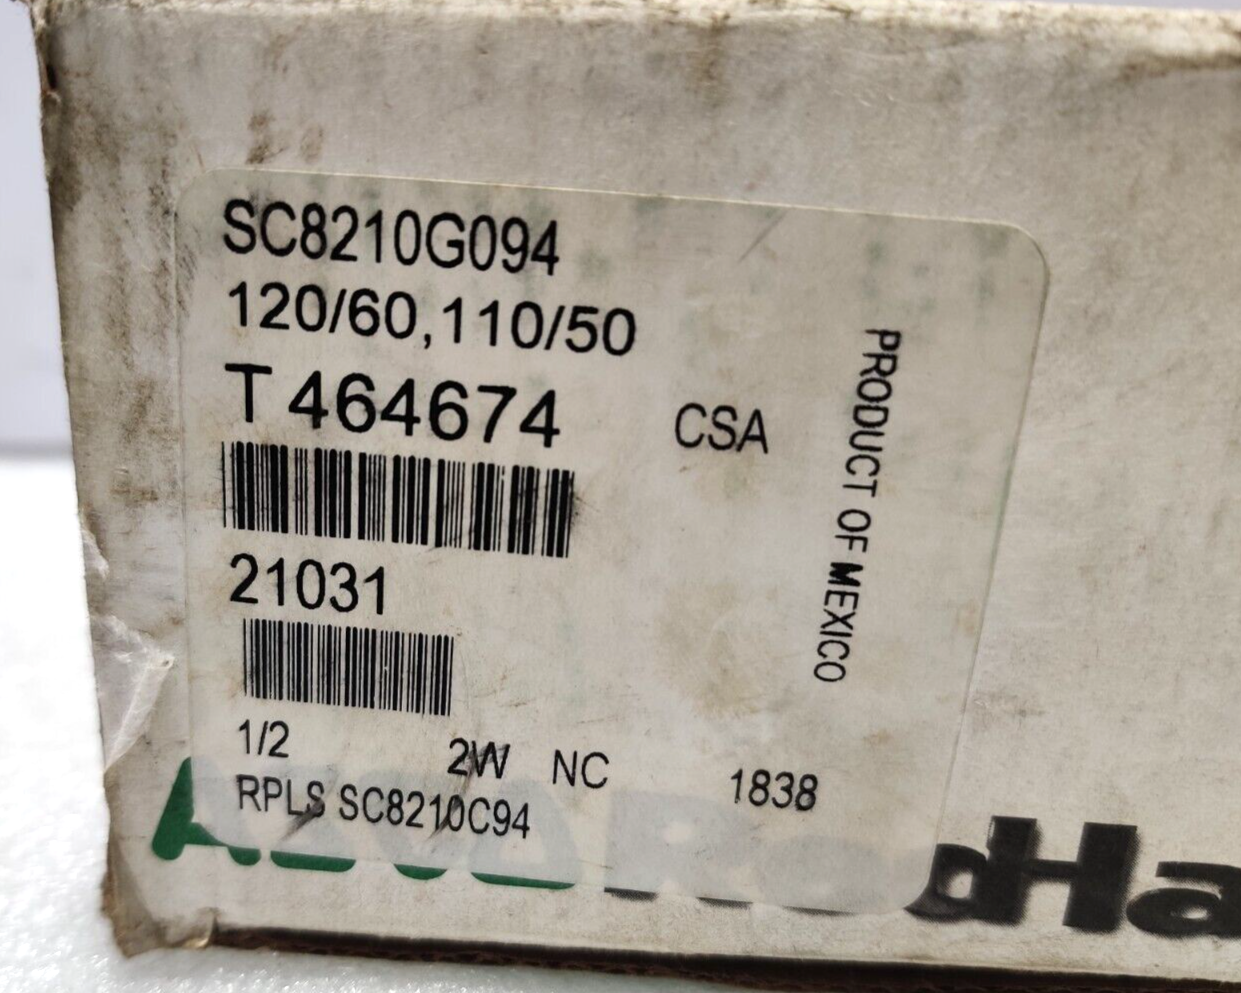 SC8210G094
120/60,110/50
T 464674
CSA
PRODUCT OF MEXICO
21031
1/2 2W NC 1838
RPLS SC8210C94